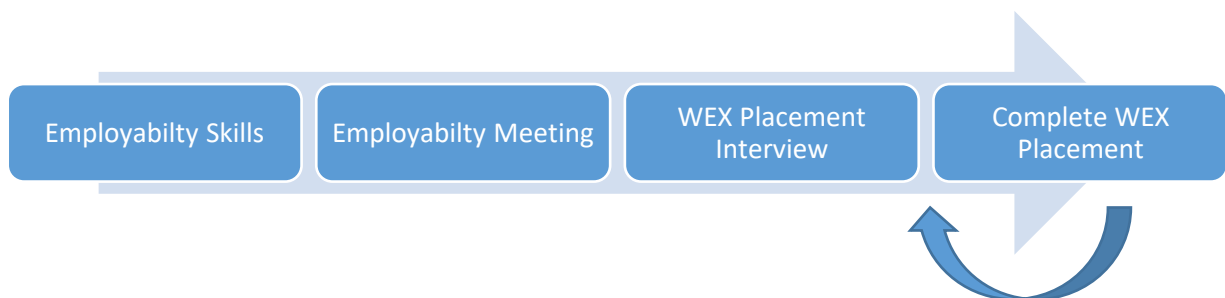 Employabilty Skills
Employabilty Meeting
WEX Placement
Interview
Complete WEX
Placement